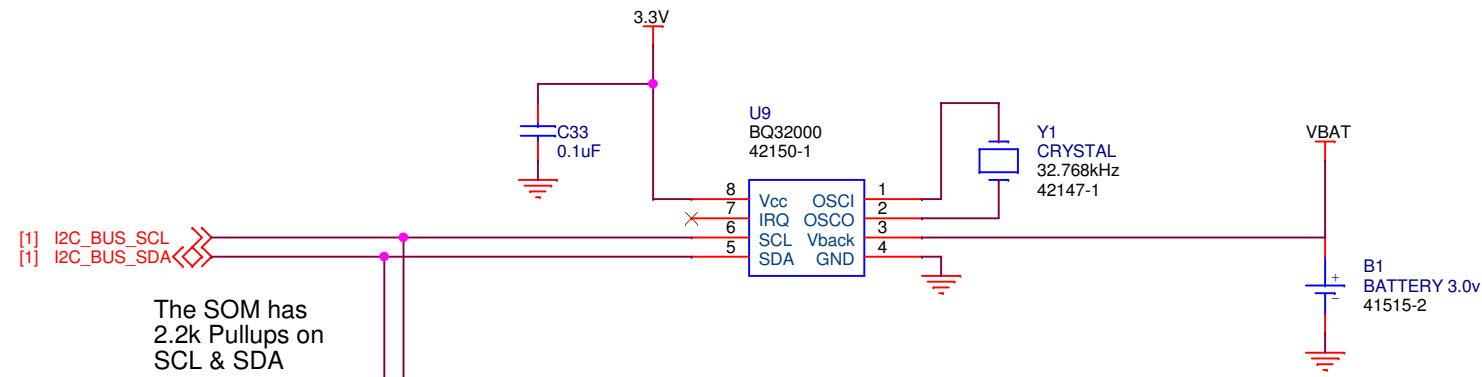 3.3V
C33
0.1uF
U9
BQ32000
42150-1
Y1
CRYSTAL
32.768kHz
42147-1
VBAT
8 Vcc OSCI 1
7 IRQ OSCO 2
6 SCL Vback 3
5 SDA GND 4
[1] I2C_BUS_SCL
[1] I2C_BUS_SDA
The SOM has
2.2k Pullups on
SCL & SDA
+
B1
BATTERY 3.0v
41515-2
-